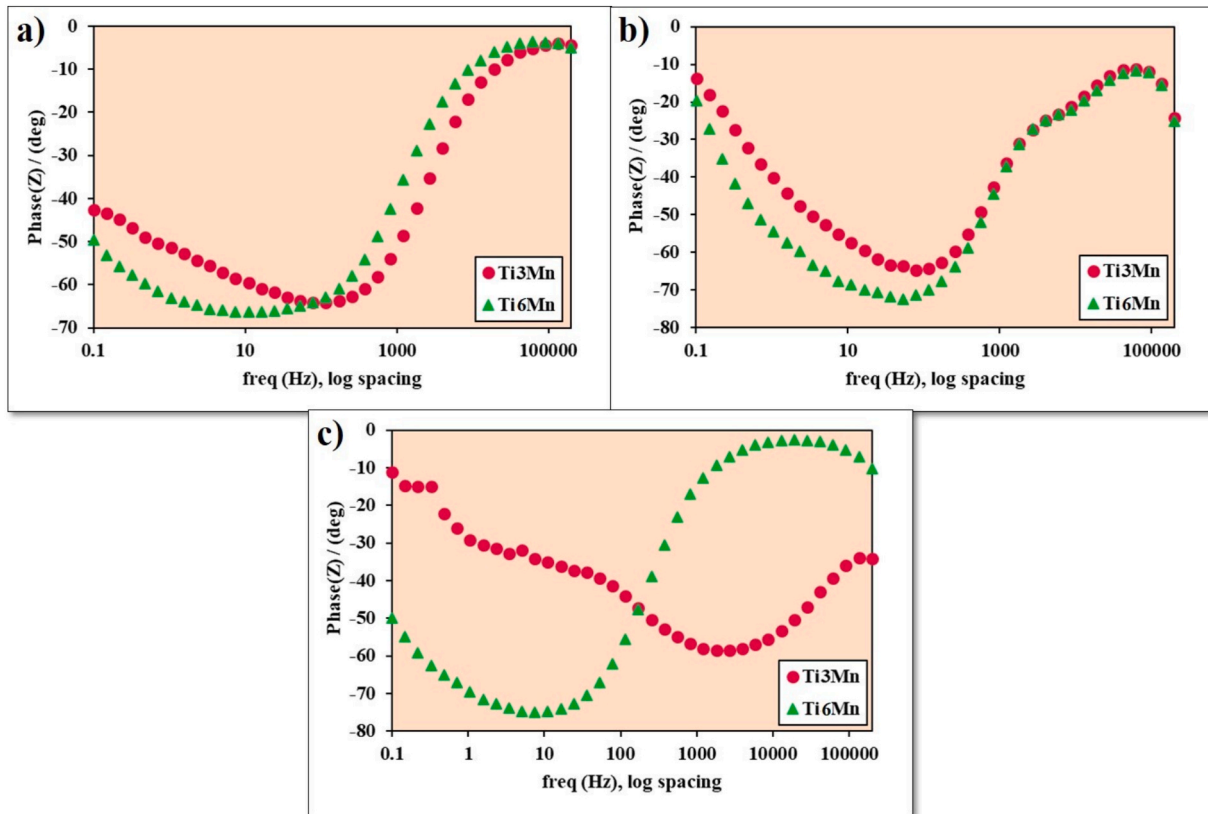 a)
Phase(Z) / (deg)
0
-10
-20
-30
-40
-50
-60
-70
0.1
10
1000
100000
freq (Hz), log spacing
Ti3Mn
Ti6Mn
b)
Phase(Z) / (deg)
0
-10
-20
-30
-40
-50
-60
-70
-80
0.1
10
1000
100000
freq (Hz), log spacing
Ti3Mn
Ti6Mn
c)
Phase(Z) / (deg)
0
-10
-20
-30
-40
-50
-60
-70
-80
0.1
1
10
100
1000
10000
100000
freq (Hz), log spacing
Ti3Mn
Ti6Mn